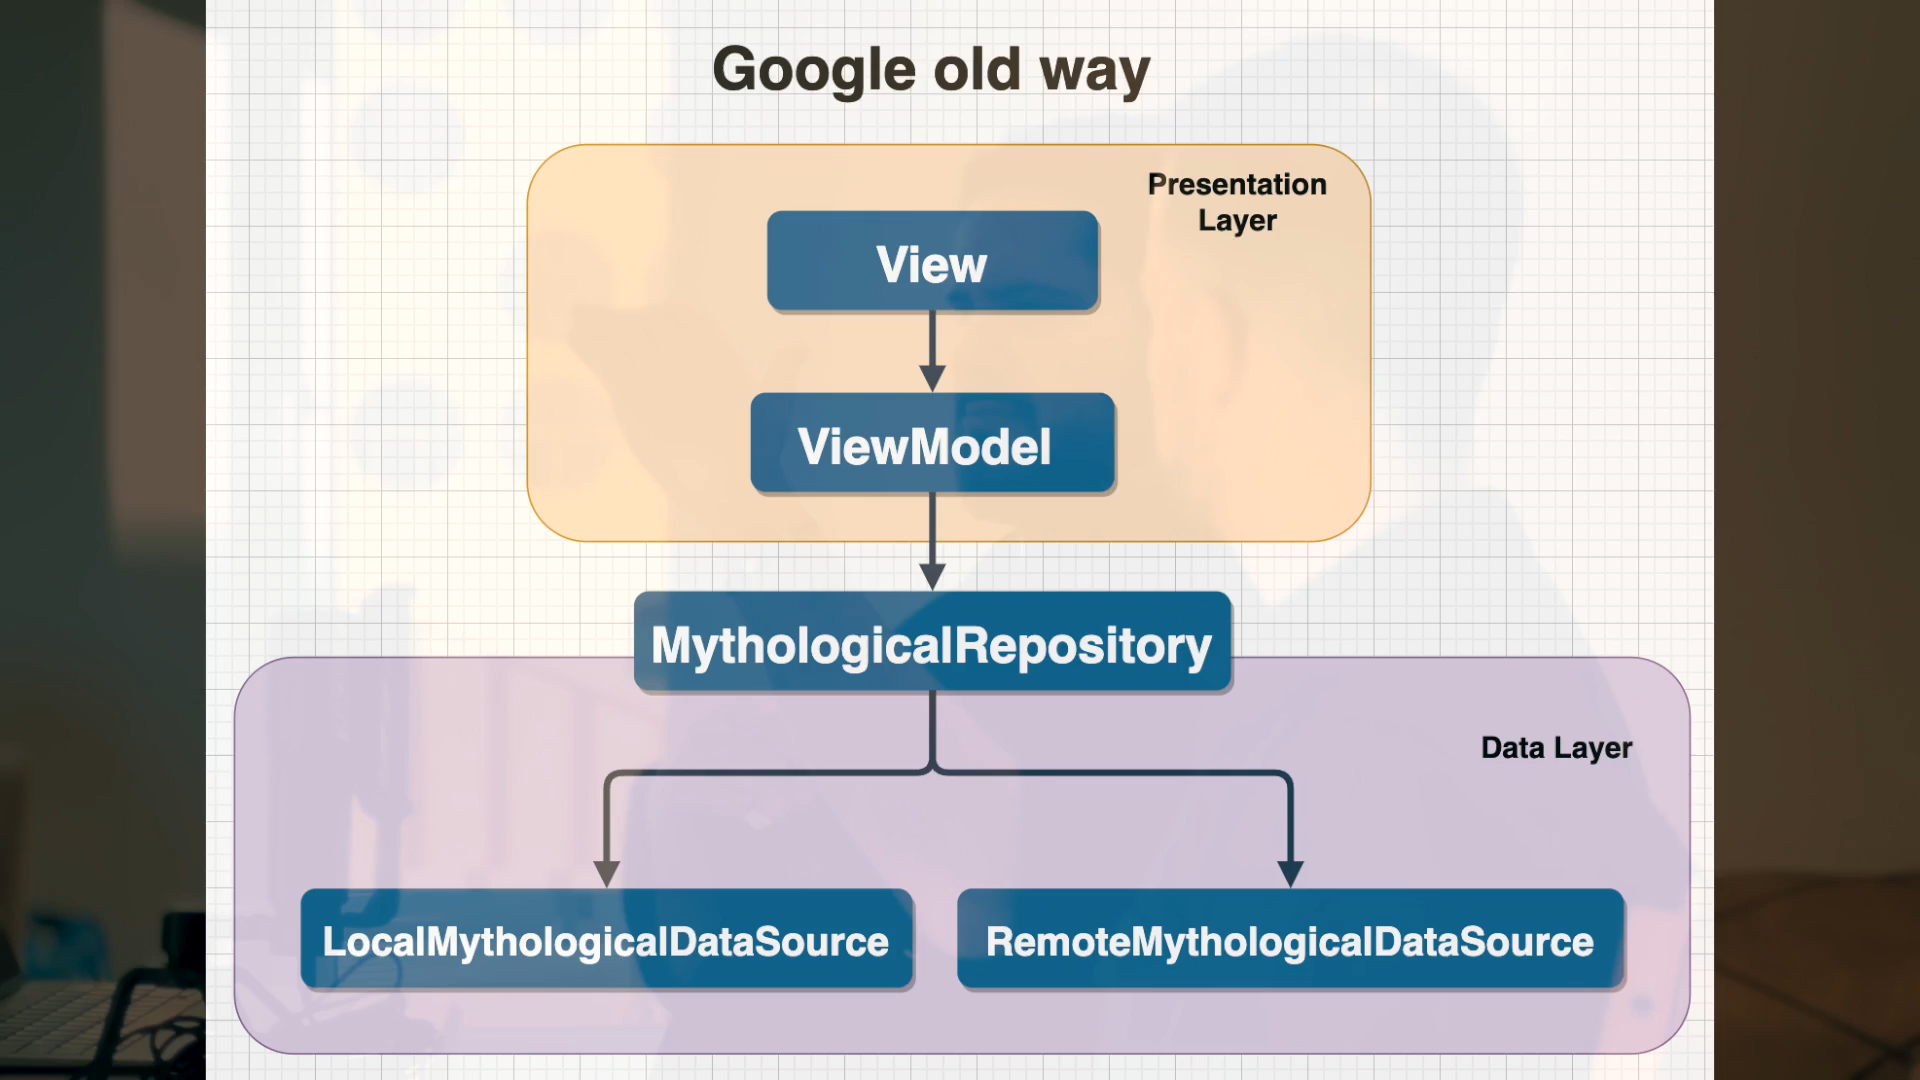 Google old way
Presentation
Layer
View
ViewModel
MythologicalRepository
Data Layer
LocalMythologicalDataSource
RemoteMythologicalDataSource